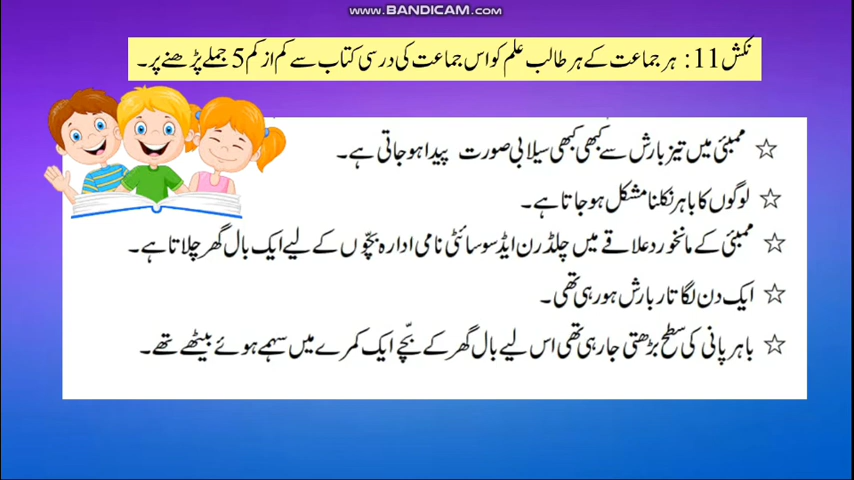 www.BANDICAM.com
نکش 11: ہر جماعت کے ہر طالب علم کو اس جماعت کی درسی کتاب سے کم از کم 5 جملے پڑھنے پر۔
☆ ممبئی میں تیز بارش سے کبھی کبھی سیلابی صورت پیدا ہو جاتی ہے۔
☆ لوگوں کا باہر نکلنا مشکل ہو جاتا ہے۔
☆ ممبئی کے مانخورد علاقے میں چلڈرن ایڈ سوسائٹی نامی ادارہ بچّوں کے لیے ایک بال گھر چلاتا ہے۔
☆ ایک دن لگاتار بارش ہو رہی تھی۔
☆ باہر پانی کی سطح بڑھتی جا رہی تھی اس لیے بال گھر کے بچّے ایک کمرے میں سہمے ہوئے بیٹھے تھے۔